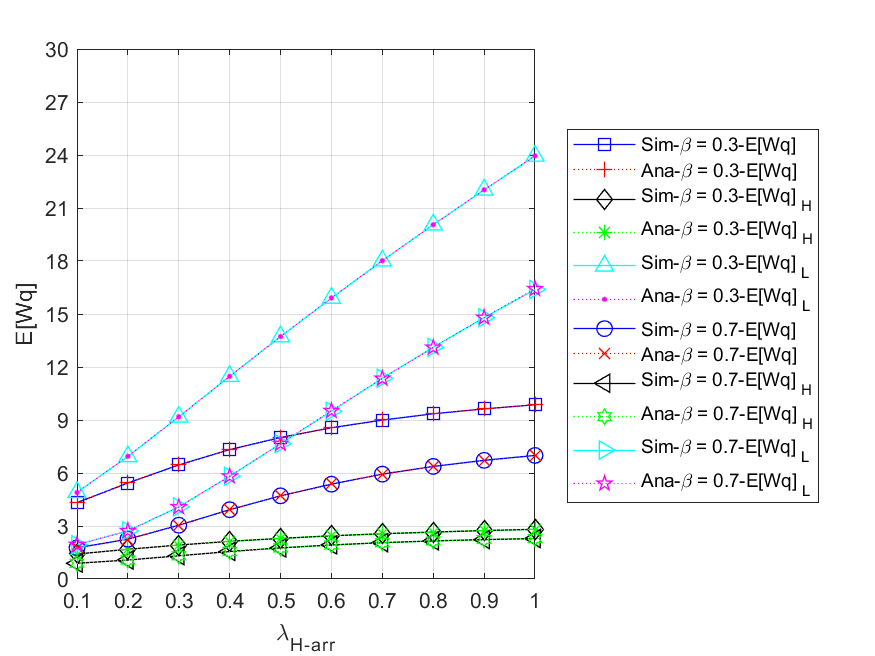 30
27
24
21
18
15
12
9
6
3
0
E[Wq]
0.1 0.2 0.3 0.4 0.5 0.6 0.7 0.8 0.9 1
λH-arr
Sim-β = 0.3-E[Wq]
Ana-β = 0.3-E[Wq]
Sim-β = 0.3-E[Wq]H
Ana-β = 0.3-E[Wq]H
Sim-β = 0.3-E[Wq]L
Ana-β = 0.3-E[Wq]L
Sim-β = 0.7-E[Wq]
Ana-β = 0.7-E[Wq]
Sim-β = 0.7-E[Wq]H
Ana-β = 0.7-E[Wq]H
Sim-β = 0.7-E[Wq]L
Ana-β = 0.7-E[Wq]L